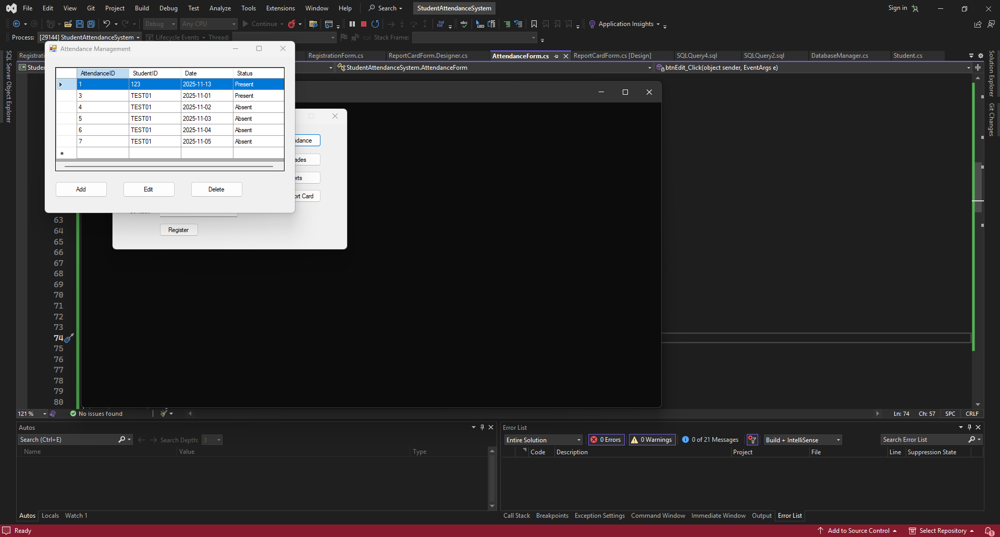 File Edit View Git Project Build Debug Test Analyze Tools Extensions Window Help Search StudentAttendanceSystem Sign in
Debug Any CPU Continue Application Insights
Process: [29144] StudentAttendanceSystem Lifecycle Events Thread: Stack Frame:
SQL Server Object Explorer
Registrati RegistrationForm.cs ReportCardForm.Designer.cs AttendanceForm.cs ReportCardForm.cs [Design] SQLQuery4.sql SQLQuery2.sql DatabaseManager.cs Student.cs
C# Studen StudentAttendanceSystem.AttendanceForm btnEdit_Click(object sender, EventArgs e)
Solution Explorer
Git Changes
Attendance Management
AttendanceID StudentID Date Status
1 123 2025-11-13 Present
3 TEST01 2025-11-01 Present
4 TEST01 2025-11-02 Absent
5 TEST01 2025-11-03 Absent
6 TEST01 2025-11-04 Absent
7 TEST01 2025-11-05 Absent
Add Edit Delete
ndance
ades
erts
ort Card
Register
63
64
65
66
67
68
69
70
71
72
73
74
75
76
77
78
79
80
121 % No issues found Ln: 74 Ch: 57 SPC CRLF
Autos
Search (Ctrl+E) Search Depth: 3
Name Value Type
Autos Locals Watch 1
Error List
Entire Solution 0 Errors 0 Warnings 0 of 21 Messages Build + IntelliSense Search Error List
Code Description Project File Line Suppression State
Call Stack Breakpoints Exception Settings Command Window Immediate Window Output Error List
Ready Add to Source Control Select Repository 1